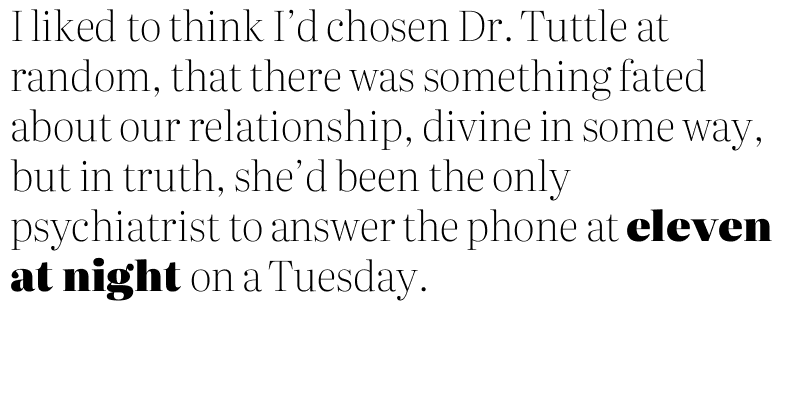 I liked to think I’d chosen Dr. Tuttle at
random, that there was something fated
about our relationship, divine in some way,
but in truth, she’d been the only
psychiatrist to answer the phone at eleven
at night on a Tuesday.